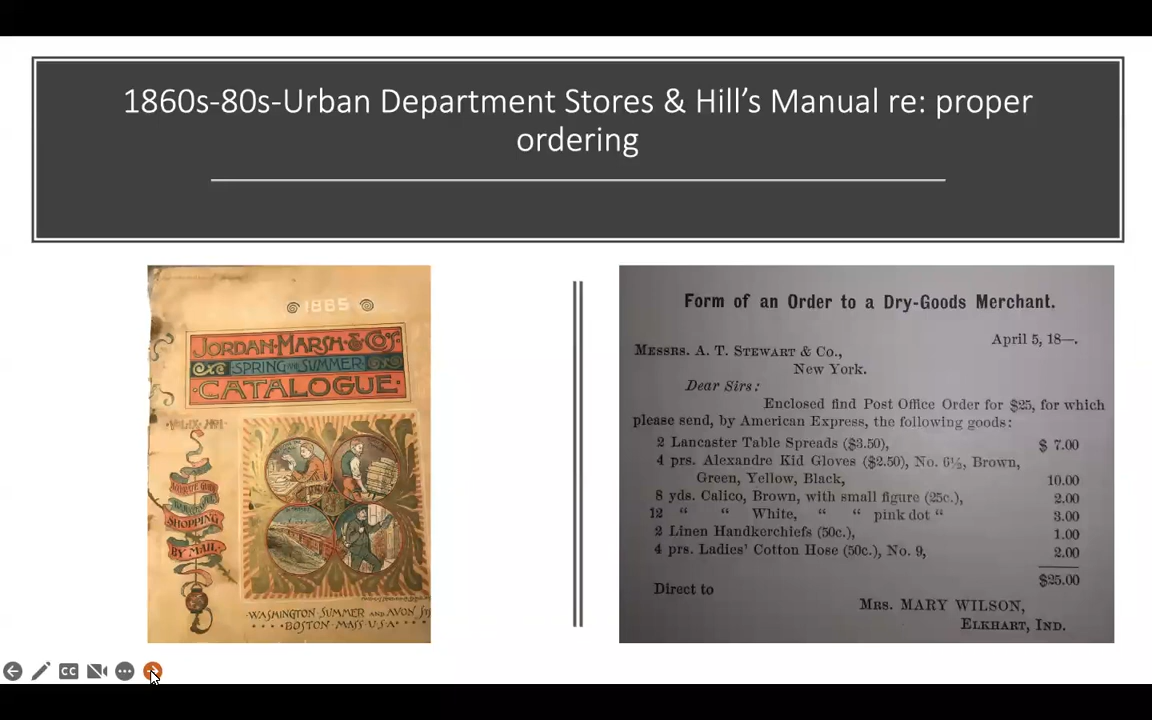 1860s-80s-Urban Department Stores & Hill’s Manual re: proper
ordering
1885
JORDAN·MARSH·&·CO'S
SPRING AND SUMMER
·CATALOGUE·
SHOPPING
BY MAIL
WASHINGTON·SUMMER AND AVON STS
BOSTON·MASS·U·S·A·
Form of an Order to a Dry-Goods Merchant.
April 5, 18—.
MESSRS. A. T. STEWART & Co.,
New York.
Dear Sirs:
Enclosed find Post Office Order for $25, for which
please send, by American Express, the following goods:
2 Lancaster Table Spreads ($3.50), $ 7.00
4 prs. Alexandre Kid Gloves ($2.50), No. 6½, Brown,
Green, Yellow, Black, 10.00
8 yds. Calico, Brown, with small figure (25c.), 2.00
12 “ “ White, “ “ pink dot “ 3.00
2 Linen Handkerchiefs (50c.), 1.00
4 prs. Ladies' Cotton Hose (50c.), No. 9, 2.00
$25.00
Direct to
MRS. MARY WILSON,
ELKHART, IND.
CC